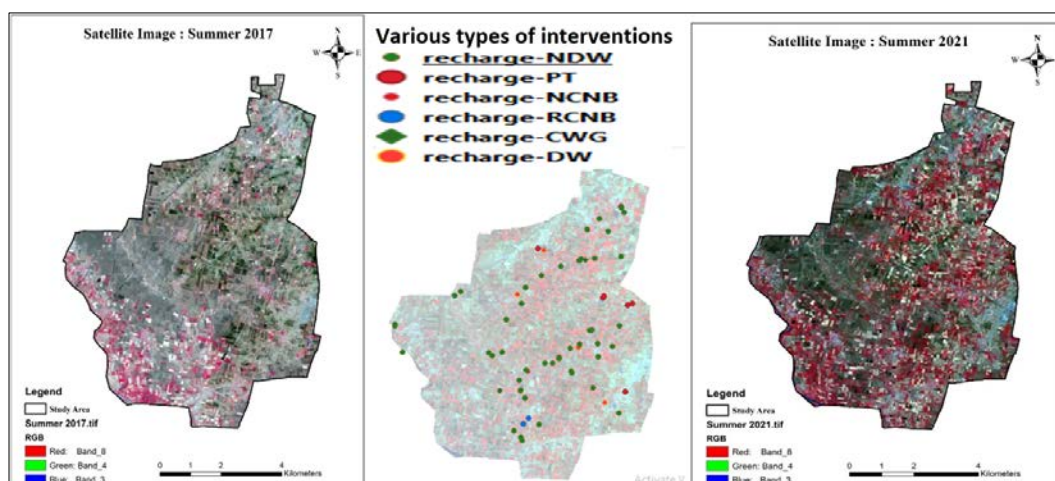 Satellite Image : Summer 2017
N
W E
S
Legend
Study Area
Summer 2017.tif
RGB
Red: Band_8
Green: Band_4
Blue: Band_3
0 1 2 4
Kilometers
Various types of interventions
recharge-NDW
recharge-PT
recharge-NCNB
recharge-RCNB
recharge-CWG
recharge-DW
Activate V
Satellite Image : Summer 2021
N
W E
S
Legend
Study Area
Summer 2021.tif
RGB
Red: Band_8
Green: Band_4
Blue: Band_3
0 1 2 4
Kilometers